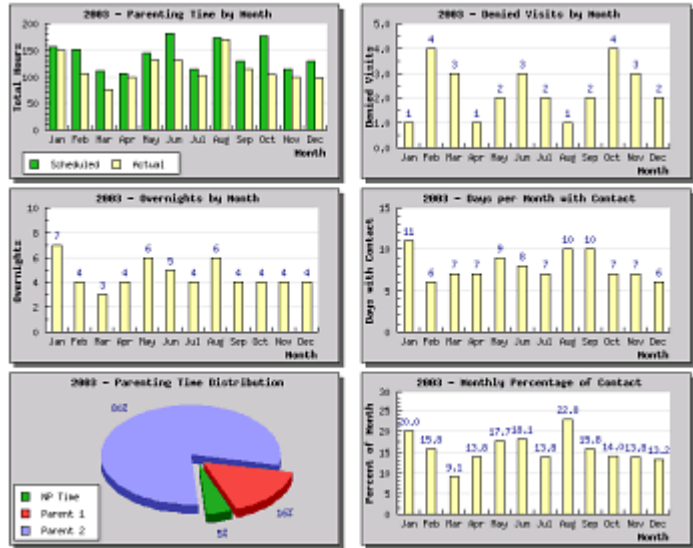 2003 - Parenting Time by Month
Total Hours
200
150
100
50
0
Jan Feb Mar Apr May Jun Jul Aug Sep Oct Nov Dec
Month
Scheduled Actual
2003 - Denied Visits by Month
Denied Visits
5,0
4,0
3,0
2,0
1,0
0,0
1 4 3 1 2 3 2 1 2 4 3 2
Jan Feb Mar Apr May Jun Jul Aug Sep Oct Nov Dec
Month
2003 - Overnights by Month
Overnights
10
8
6
4
2
0
7 4 3 4 6 5 4 6 4 4 4 4
Jan Feb Mar Apr May Jun Jul Aug Sep Oct Nov Dec
Month
2003 - Days per Month with Contact
Days with Contact
15
10
5
0
11 6 7 7 9 8 7 10 10 7 7 6
Jan Feb Mar Apr May Jun Jul Aug Sep Oct Nov Dec
Month
2003 - Parenting Time Distribution
16%
5%
NP Time
Parent 1
Parent 2
2003 - Monthly Percentage of Contact
Percent of Month
30
25
20
15
10
5
0
20.0 15.8 9.1 13.8 17.7 18.1 13.8 22.8 15.8 14.0 13.8 13.2
Jan Feb Mar Apr May Jun Jul Aug Sep Oct Nov Dec
Month